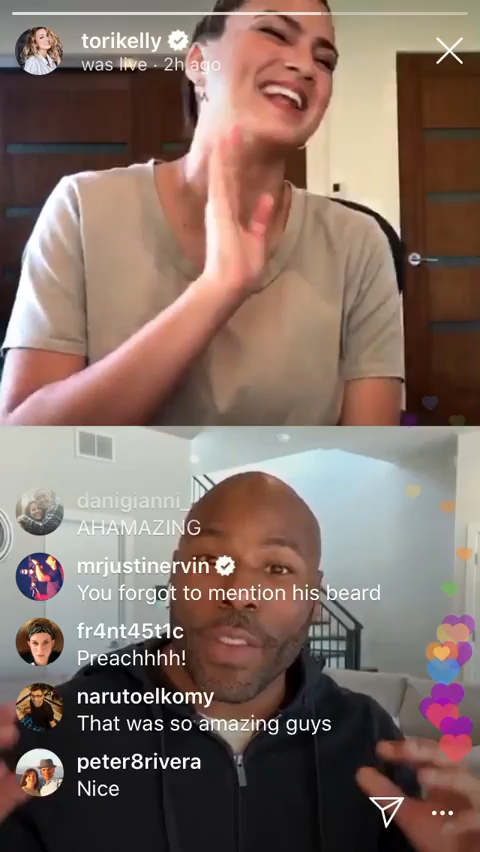 torikelly
was live · 2h ago
danigianni_
AHAMAZING
mrjustinervin
You forgot to mention his beard
fr4nt45t1c
Preachhhh!
narutoelkomy
That was so amazing guys
peter8rivera
Nice